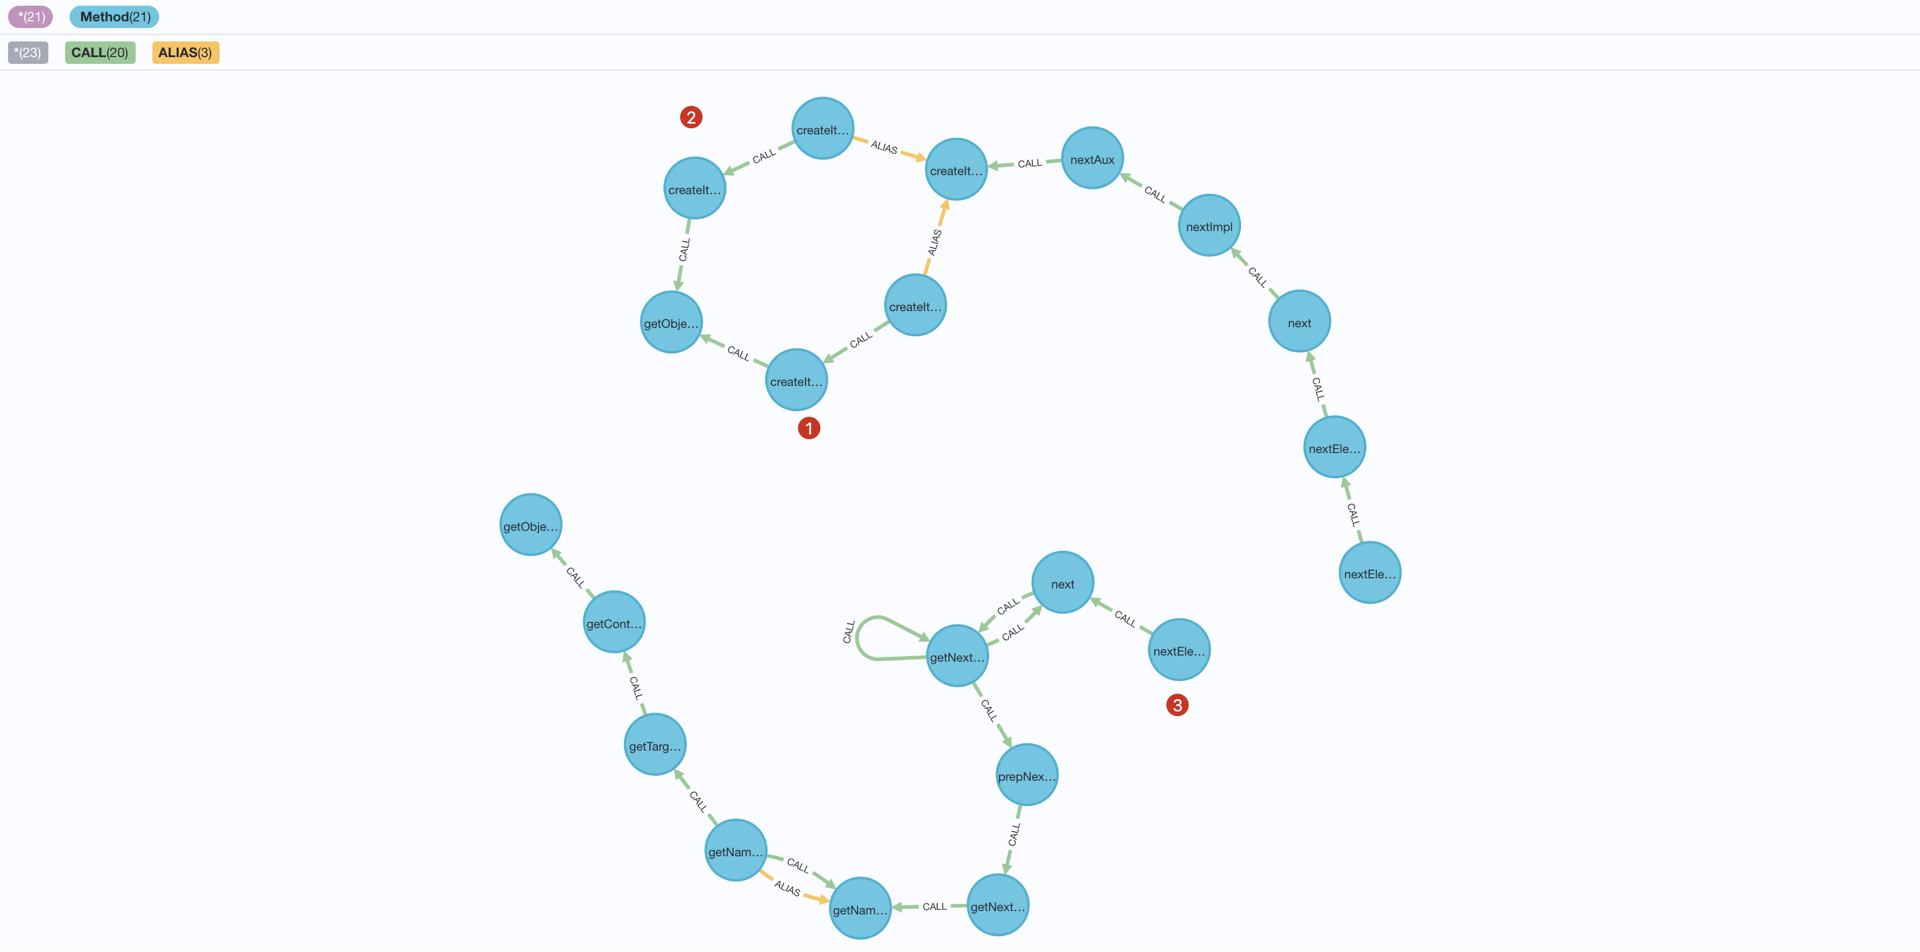 *(21) Method(21)
*(23) CALL(20) ALIAS(3)
2
createIt…
CALL
ALIAS
createIt…
createIt…
CALL
nextAux
CALL
nextImpl
CALL
CALL
ALIAS
getObje…
createIt…
next
CALL
CALL
createIt…
1
CALL
nextEle…
CALL
nextEle…
getObje…
CALL
getCont…
CALL
getTarg…
CALL
getNam…
CALL
ALIAS
getNam…
CALL
getNext…
CALL
prepNex…
CALL
getNext…
CALL
CALL
CALL
next
CALL
nextEle…
3